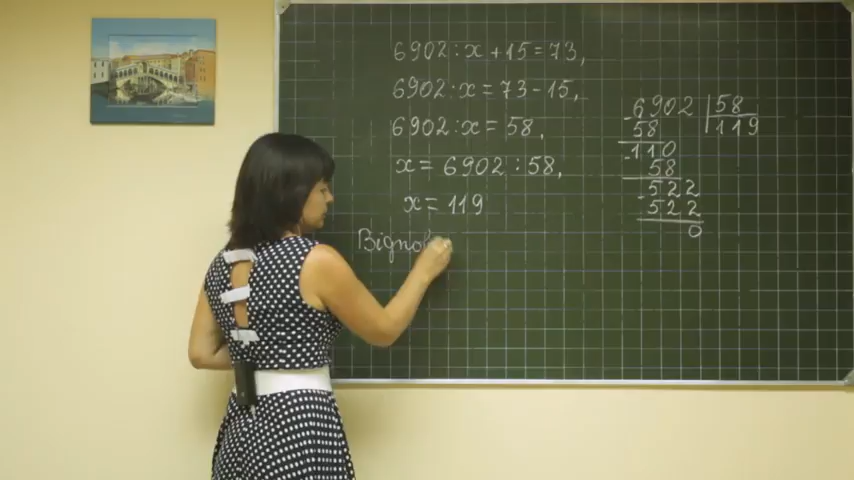 6902:x+15=73,
6902:x=73-15,
6902:x=58,
x=6902:58,
x=119
6902 58
58 119
-110
58
-522
522
0